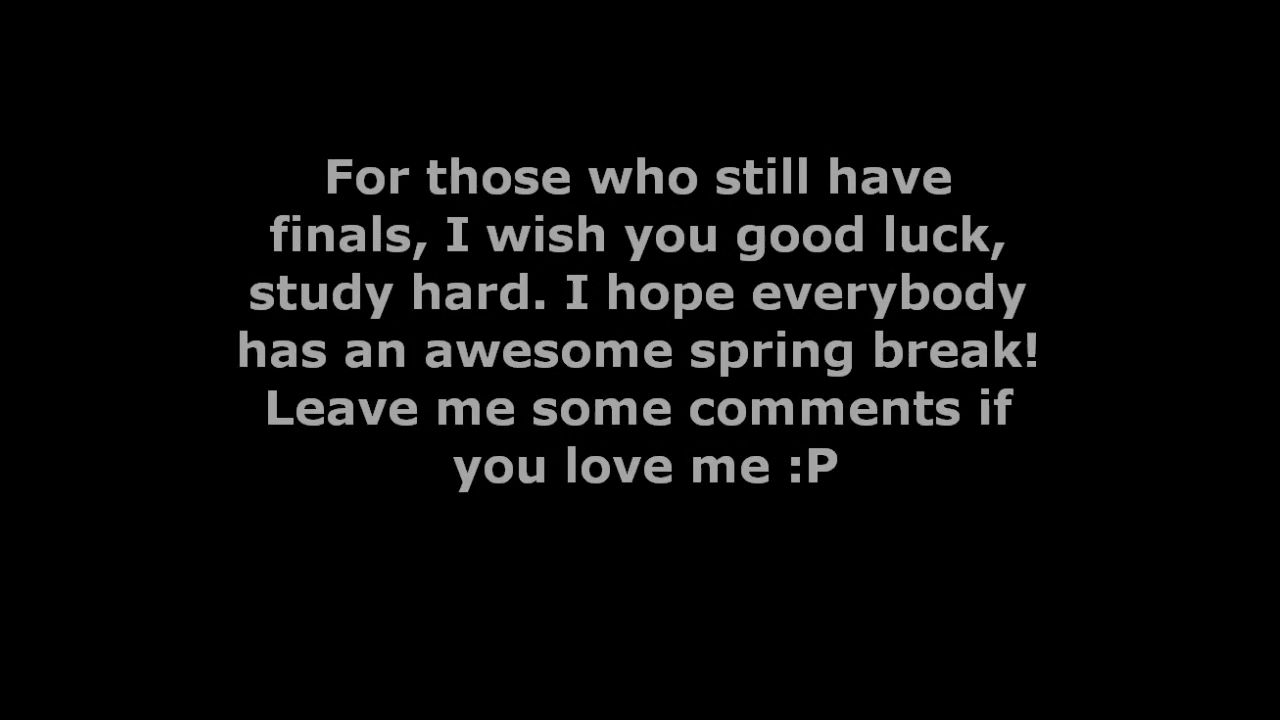 For those who still have
finals, I wish you good luck,
study hard. I hope everybody
has an awesome spring break!
Leave me some comments if
you love me :P